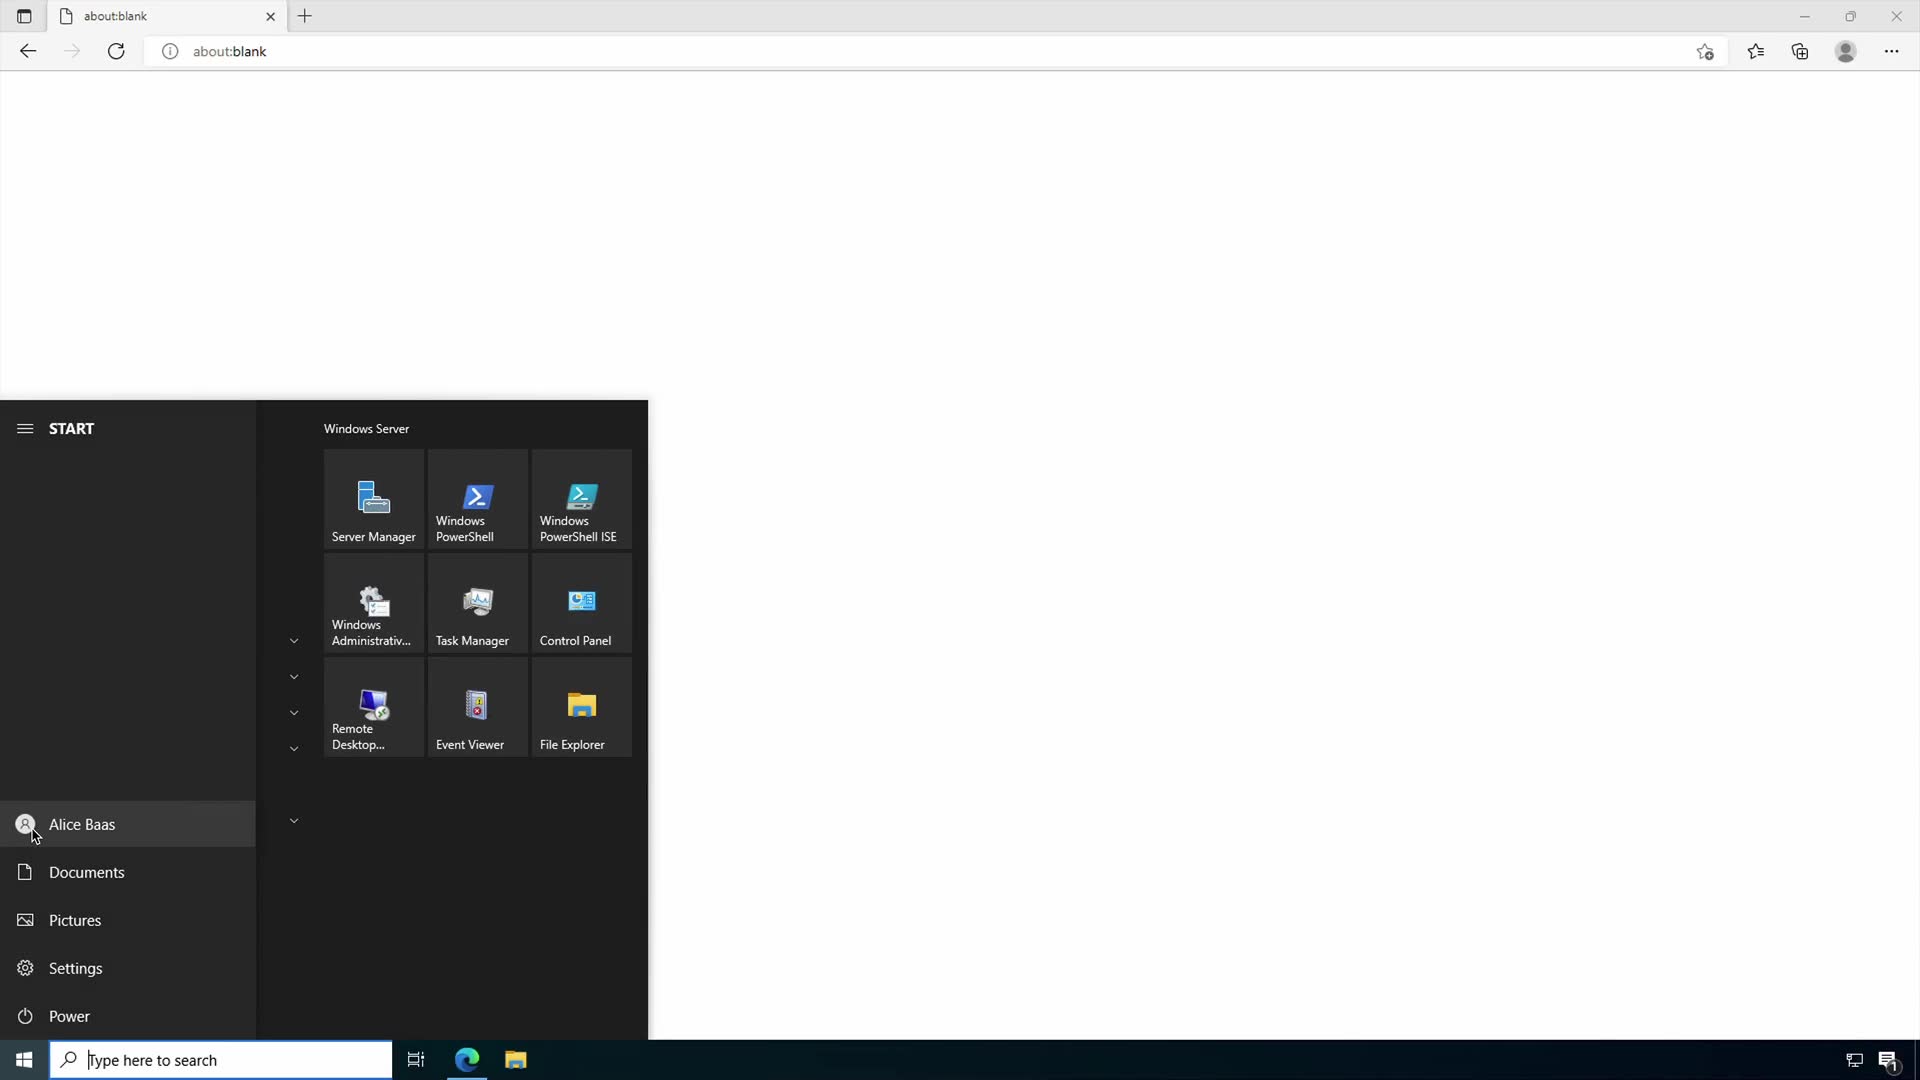 about:blank
about:blank
START
Windows Server
Server Manager
Windows
PowerShell
Windows
PowerShell ISE
Windows
Administrativ...
Task Manager
Control Panel
Remote
Desktop...
Event Viewer
File Explorer
Alice Baas
Documents
Pictures
Settings
Power
Type here to search
1